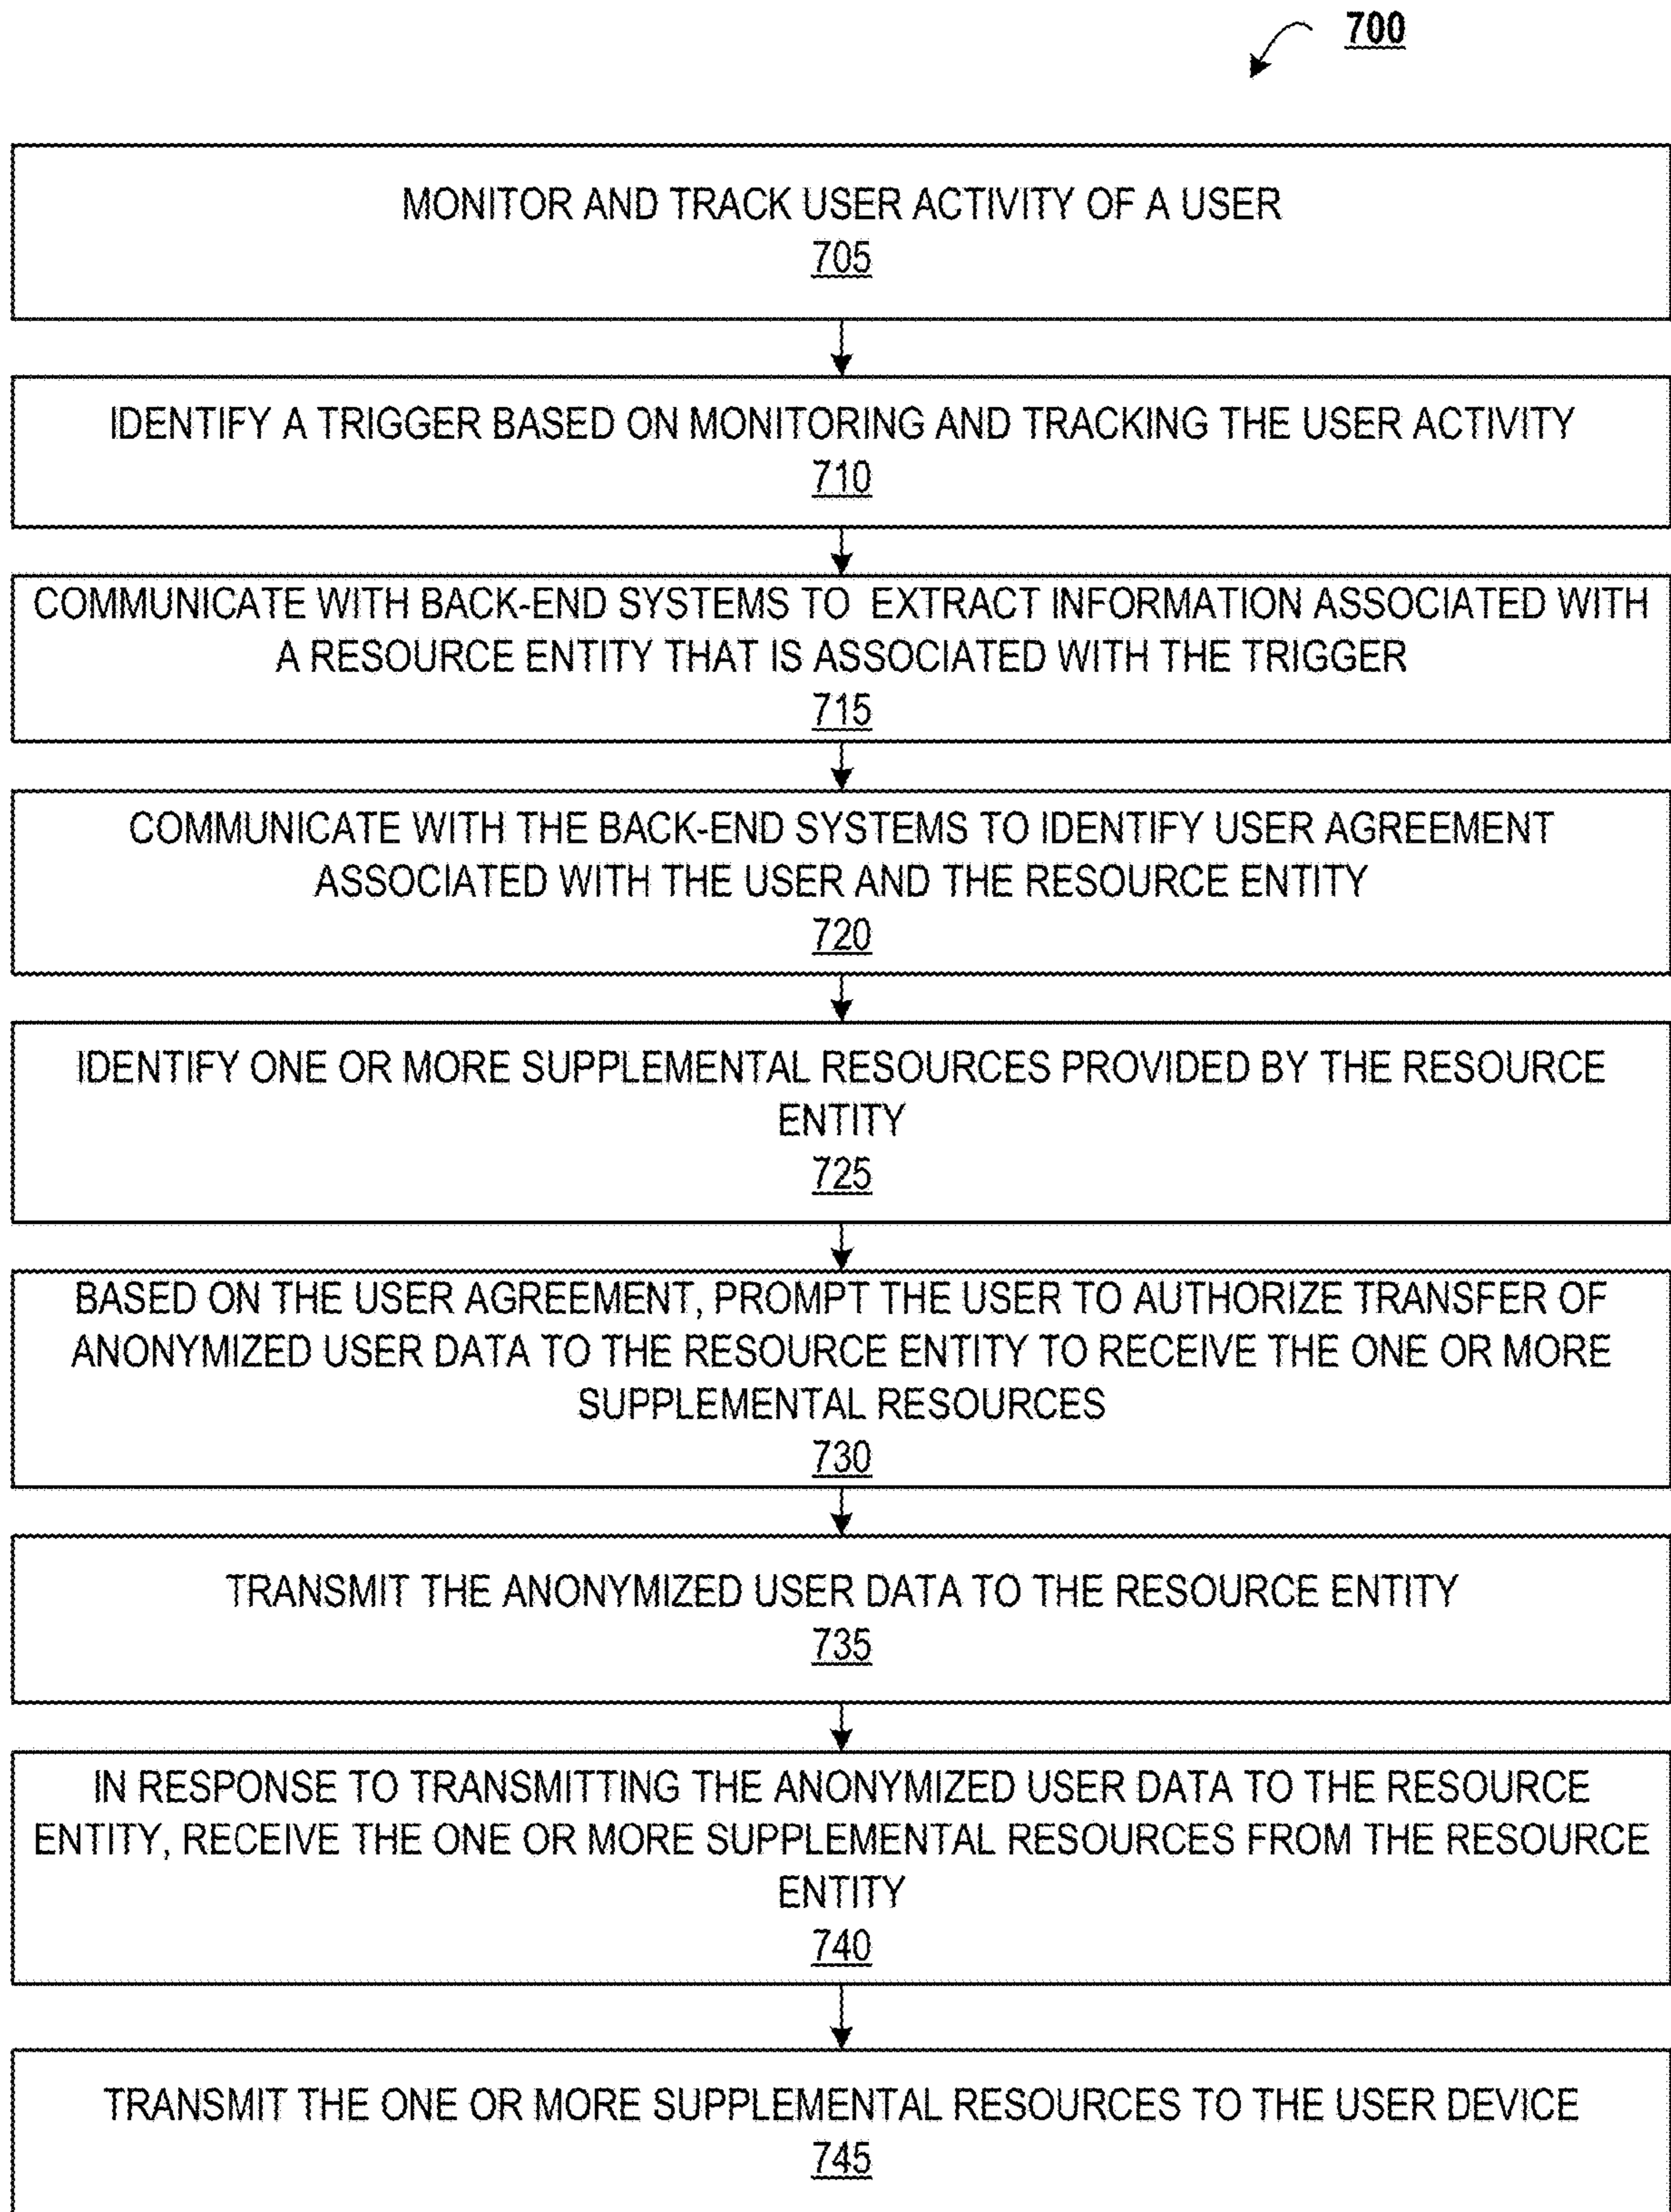 700
MONITOR AND TRACK USER ACTIVITY OF A USER
705
IDENTIFY A TRIGGER BASED ON MONITORING AND TRACKING THE USER ACTIVITY
710
COMMUNICATE WITH BACK-END SYSTEMS TO EXTRACT INFORMATION ASSOCIATED WITH
A RESOURCE ENTITY THAT IS ASSOCIATED WITH THE TRIGGER
715
COMMUNICATE WITH THE BACK-END SYSTEMS TO IDENTIFY USER AGREEMENT
ASSOCIATED WITH THE USER AND THE RESOURCE ENTITY
720
IDENTIFY ONE OR MORE SUPPLEMENTAL RESOURCES PROVIDED BY THE RESOURCE
ENTITY
725
BASED ON THE USER AGREEMENT, PROMPT THE USER TO AUTHORIZE TRANSFER OF
ANONYMIZED USER DATA TO THE RESOURCE ENTITY TO RECEIVE THE ONE OR MORE
SUPPLEMENTAL RESOURCES
730
TRANSMIT THE ANONYMIZED USER DATA TO THE RESOURCE ENTITY
735
IN RESPONSE TO TRANSMITTING THE ANONYMIZED USER DATA TO THE RESOURCE
ENTITY, RECEIVE THE ONE OR MORE SUPPLEMENTAL RESOURCES FROM THE RESOURCE
ENTITY
740
TRANSMIT THE ONE OR MORE SUPPLEMENTAL RESOURCES TO THE USER DEVICE
745